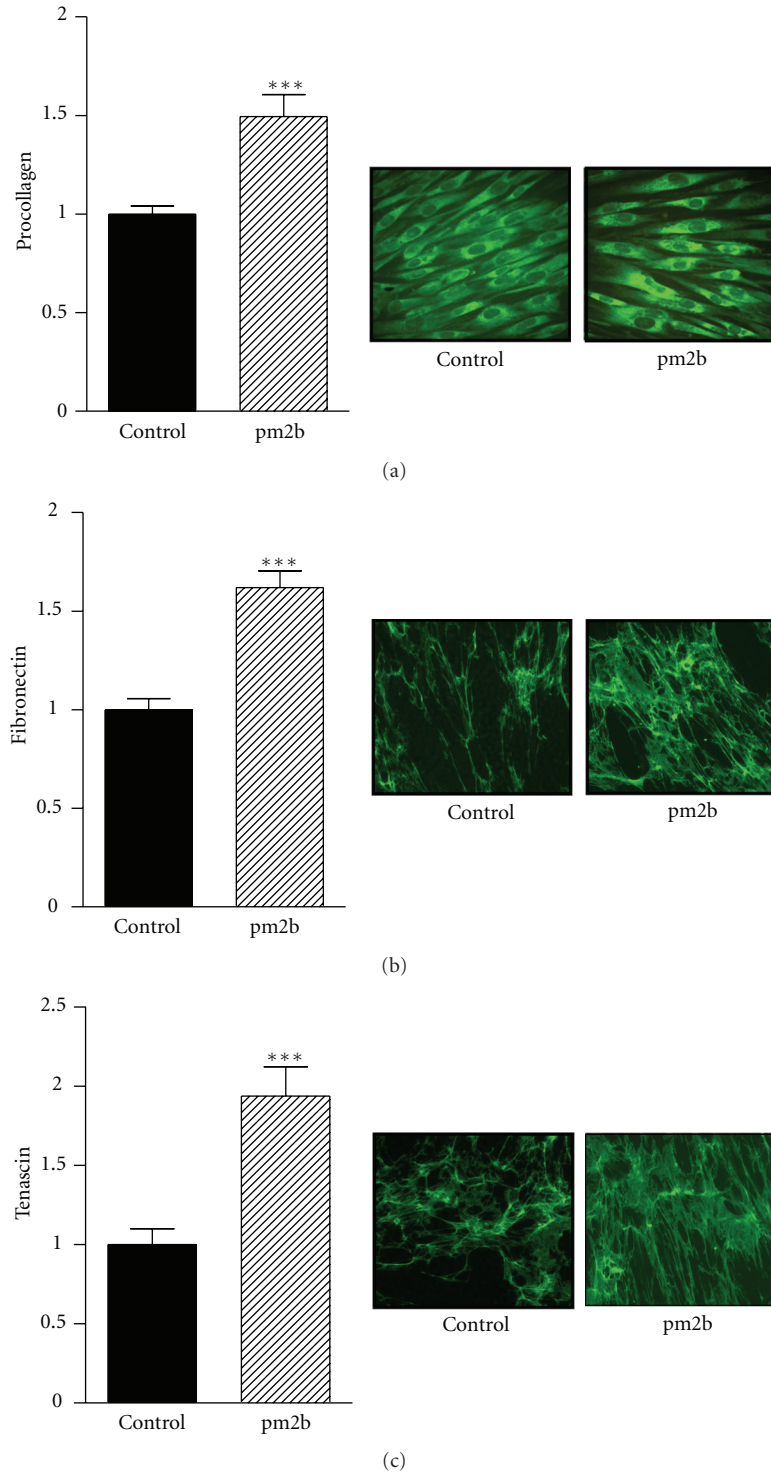 2
***
1.5
Procollagen
1
0.5
0
Control pm2b
Control pm2b
(a)
2
***
1.5
Fibronectin
1
0.5
0
Control pm2b
Control pm2b
(b)
2.5
***
2
1.5
Tenascin
1
0.5
0
Control pm2b
Control pm2b
(c)